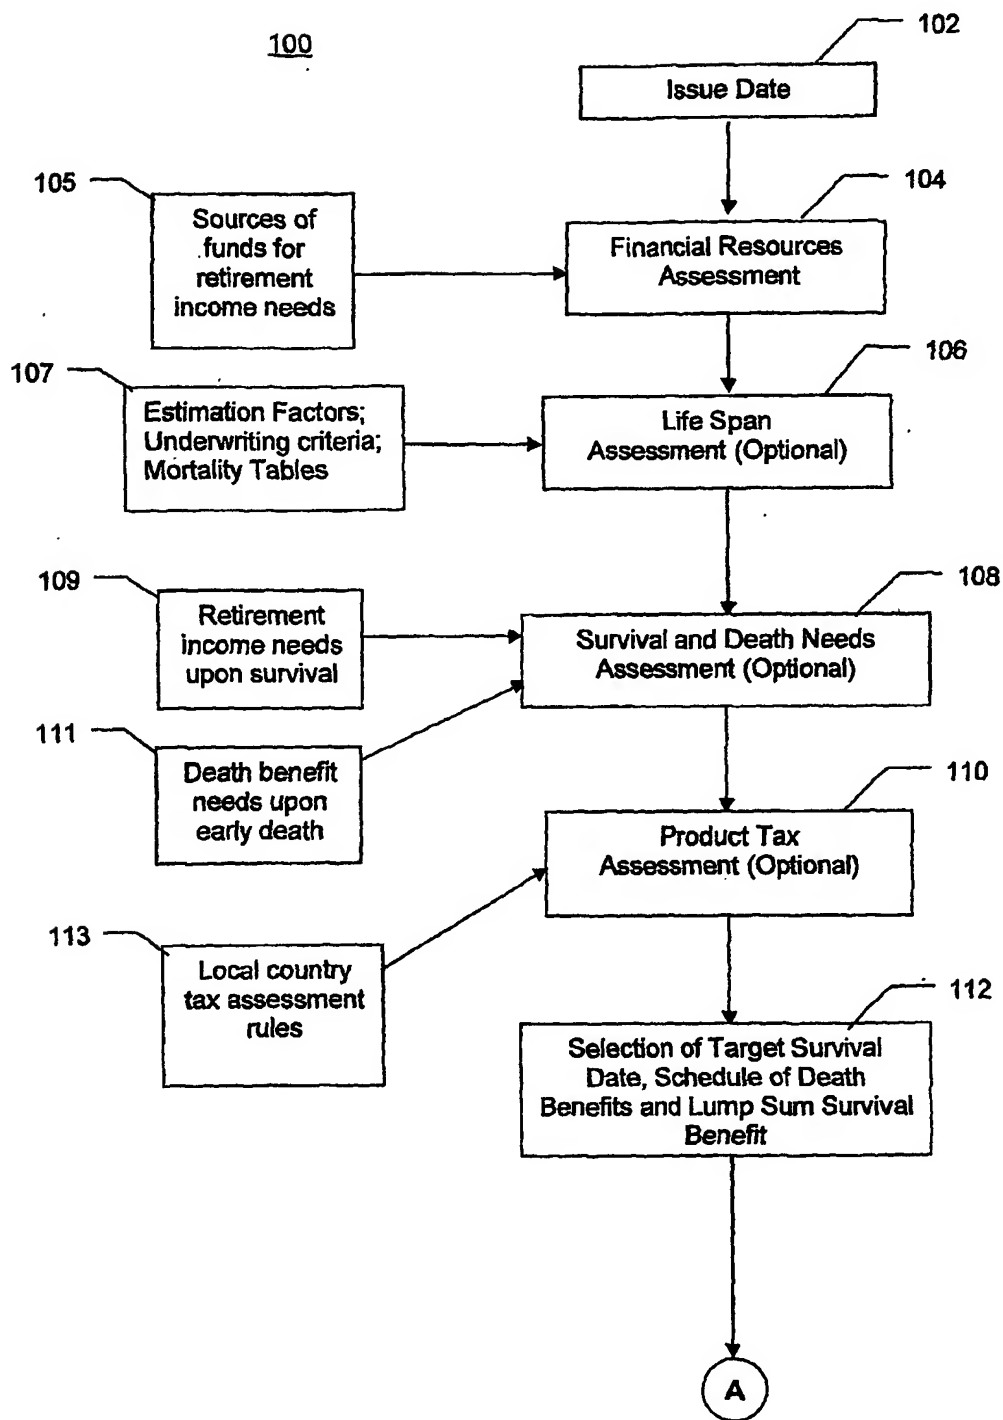 100
102
Issue Date
105
104
Sources of
funds for
retirement
income needs
Financial Resources
Assessment
107
106
Estimation Factors;
Underwriting criteria;
Mortality Tables
Life Span
Assessment (Optional)
109
108
Retirement
income needs
upon survival
Survival and Death Needs
Assessment (Optional)
111
110
Death benefit
needs upon
early death
Product Tax
Assessment (Optional)
113
112
Local country
tax assessment
rules
Selection of Target Survival
Date, Schedule of Death
Benefits and Lump Sum Survival
Benefit
A